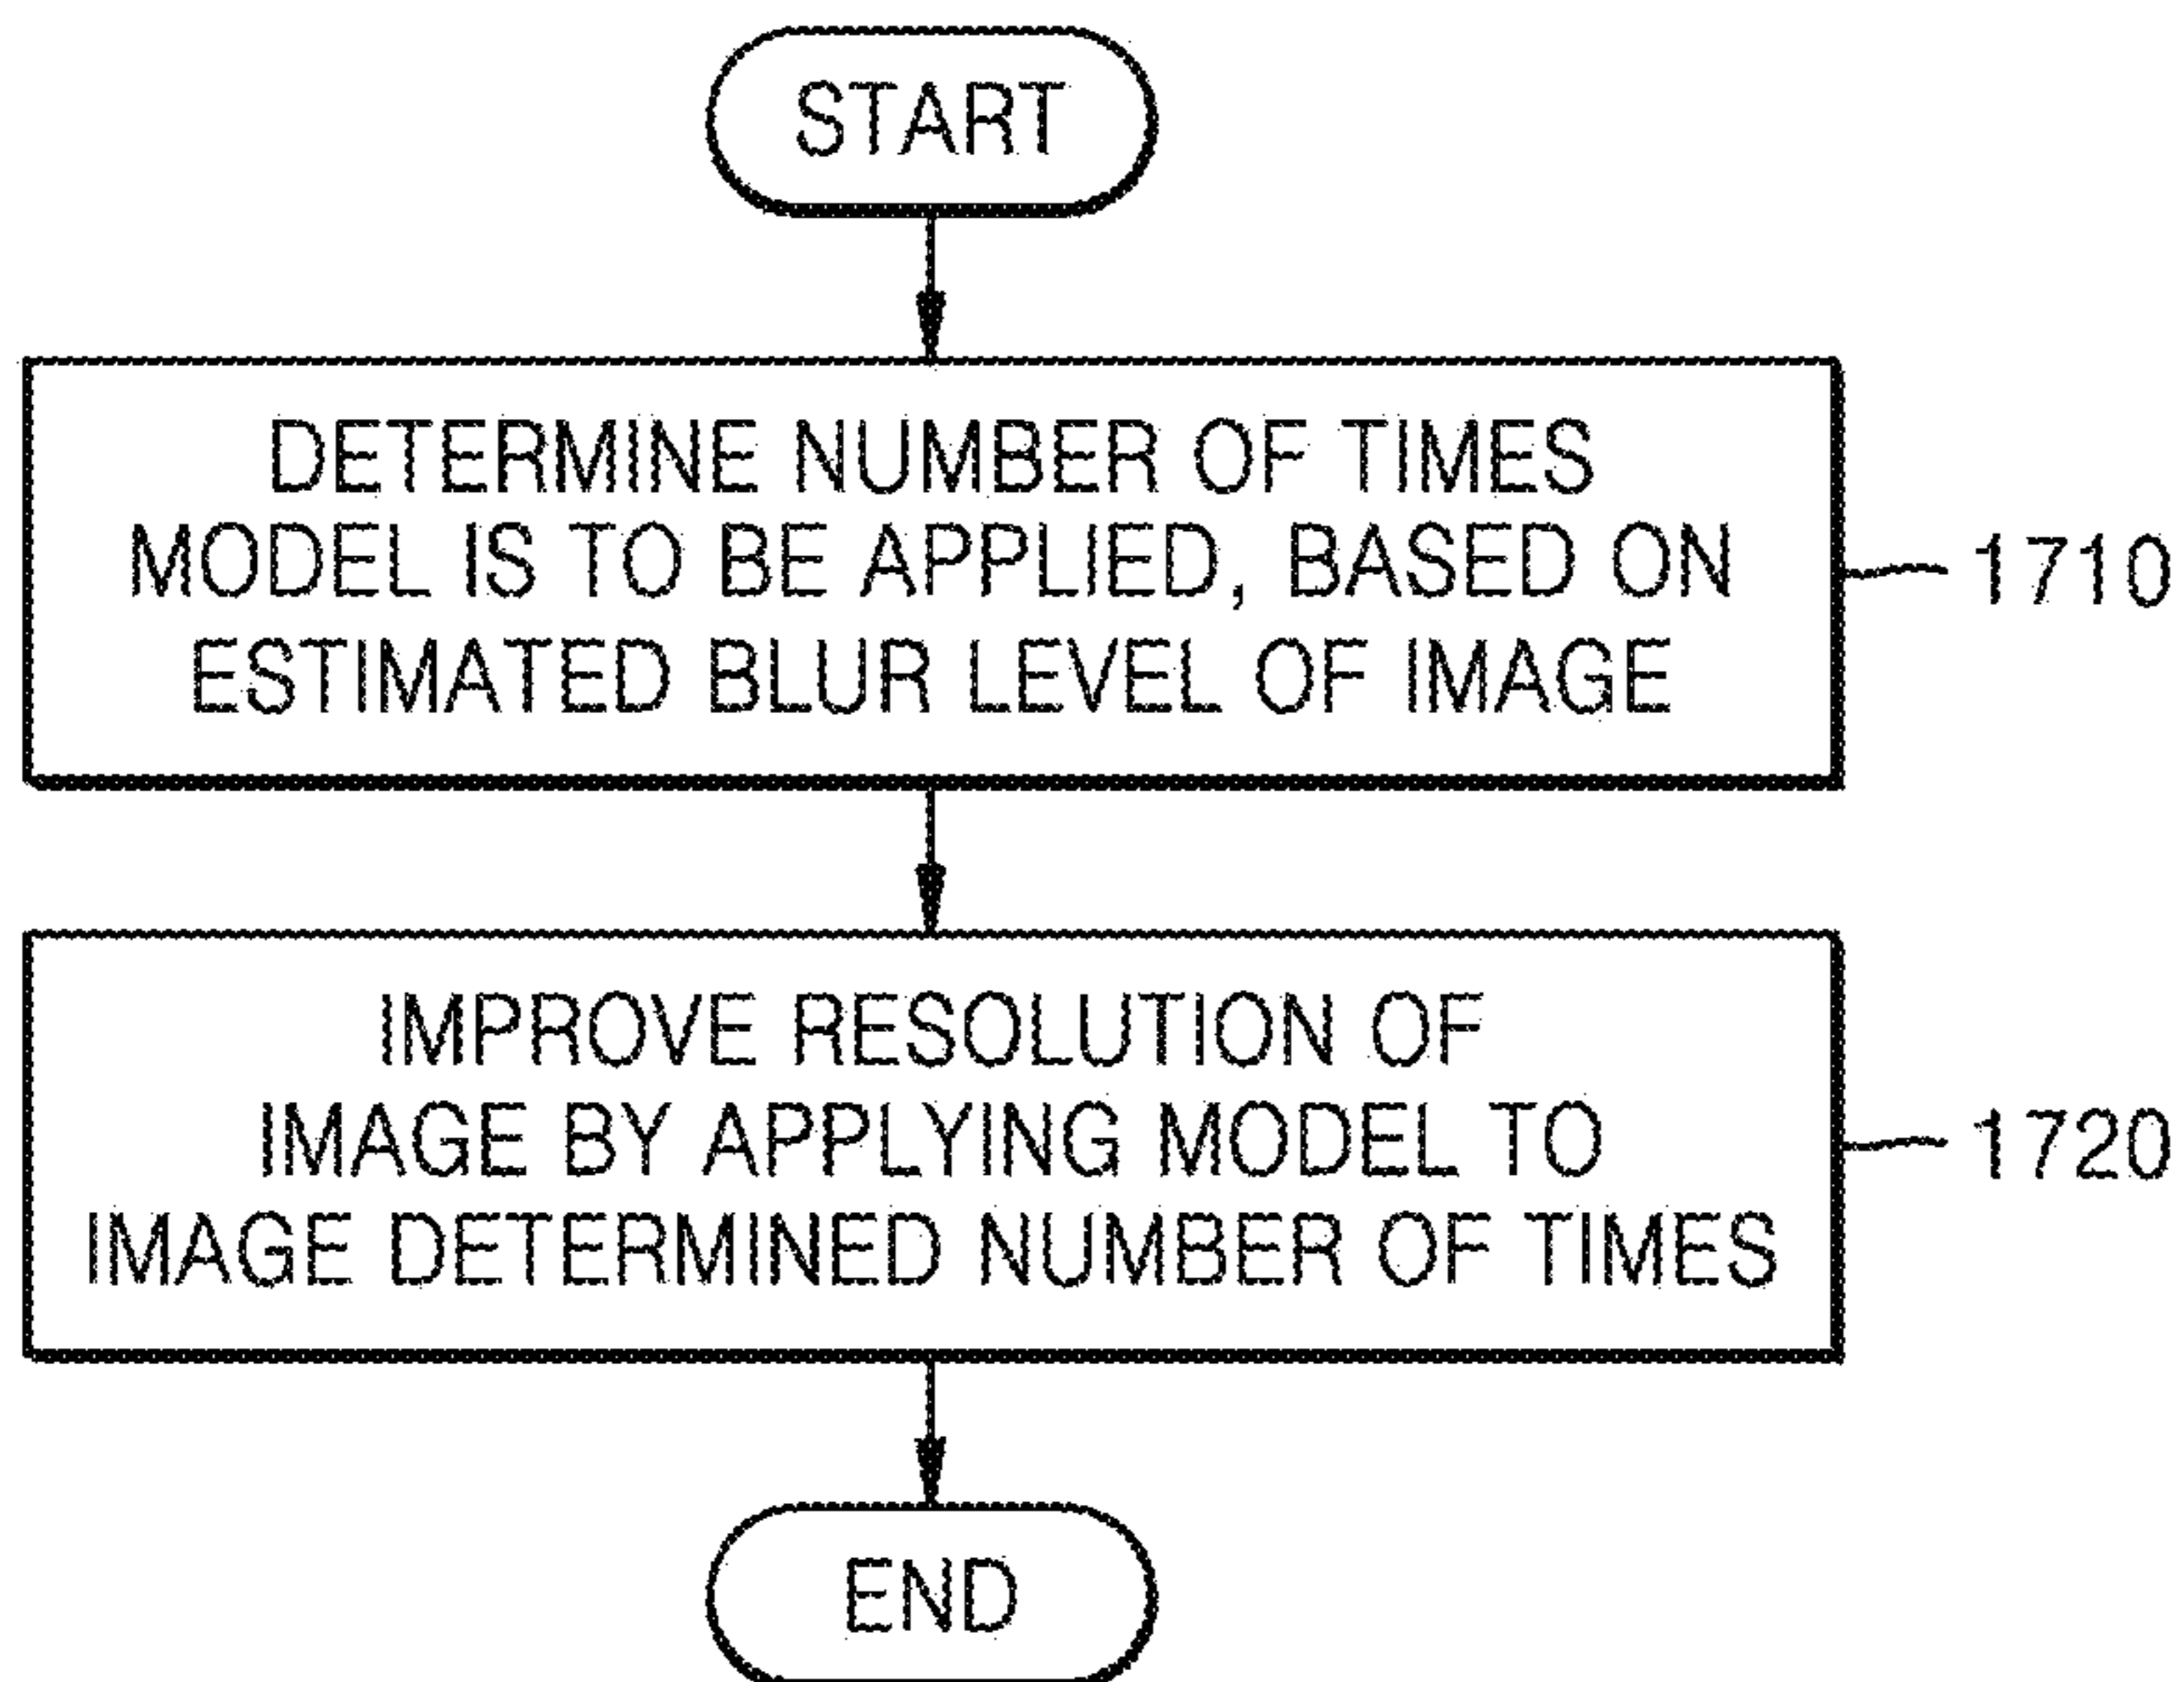 START
DETERMINE NUMBER OF TIMES
MODEL IS TO BE APPLIED, BASED ON
ESTIMATED BLUR LEVEL OF IMAGE
1710
IMPROVE RESOLUTION OF
IMAGE BY APPLYING MODEL TO
IMAGE DETERMINED NUMBER OF TIMES
1720
END